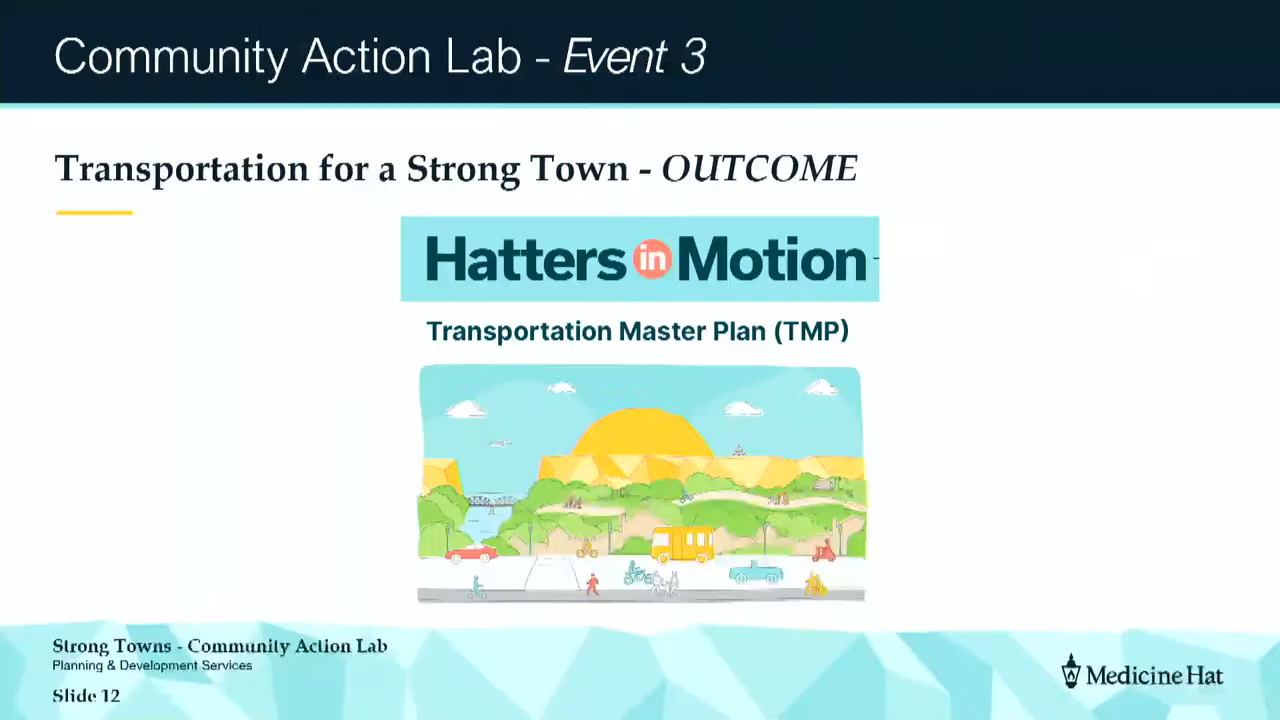 Community Action Lab - Event 3
Transportation for a Strong Town - OUTCOME
Hatters in Motion
Transportation Master Plan (TMP)
Strong Towns - Community Action Lab
Planning & Development Services
Slide 12
Medicine Hat